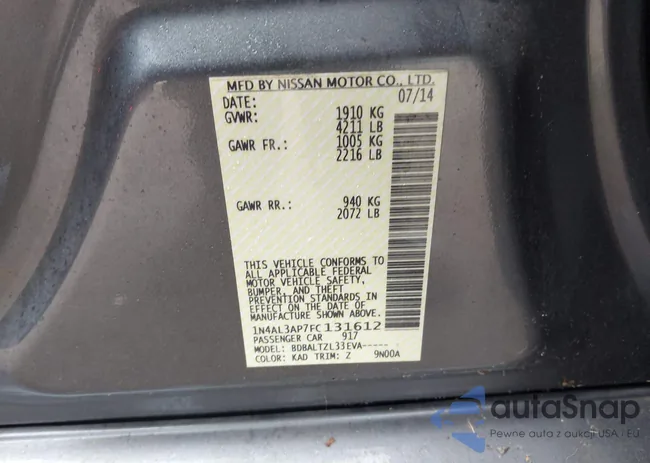 MFD BY NISSAN MOTOR CO., LTD.
DATE: 07/14
GVWR: 1910 KG
4211 LB
GAWR FR.: 1005 KG
2216 LB
GAWR RR.: 940 KG
2072 LB
THIS VEHICLE CONFORMS TO
ALL APPLICABLE FEDERAL
MOTOR VEHICLE SAFETY,
BUMPER, AND THEFT
PREVENTION STANDARDS IN
EFFECT ON THE DATE OF
MANUFACTURE SHOWN ABOVE.
1N4AL3AP7FC131612
PASSENGER CAR 917
MODEL: BDBALTZL33EVA-----
COLOR: KAD TRIM: Z 9N00A
autoSnap
Pewne auta z aukcji USA i EU